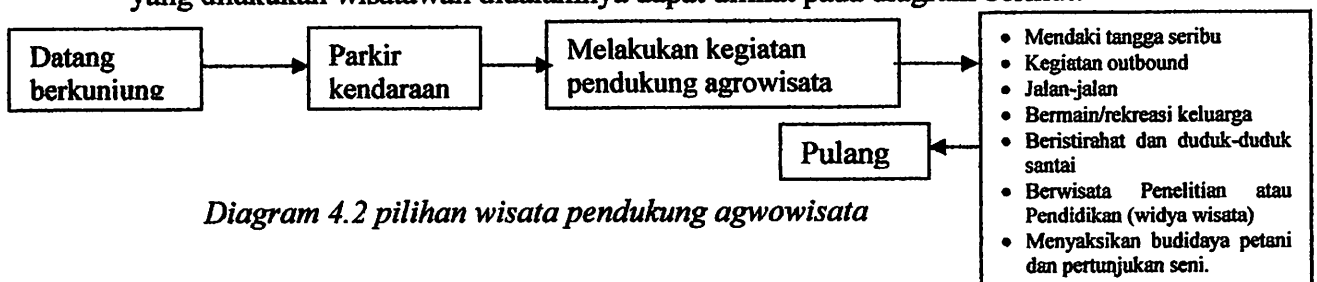 yang dilakukan wisatawan didalamnya dapat dilihat pada diagram berikut:
Datang
berkunjung
Parkir
kendaraan
Melakukan kegiatan
pendukung agrowisata
• Mendaki tangga seribu
• Kegiatan outbound
• Jalan-jalan
• Bermain/rekreasi keluarga
• Beristirahat dan duduk-duduk
santai
• Berwisata Penelitian atau
Pendidikan (widya wisata)
• Menyaksikan budidaya petani
dan pertunjukan seni.
Pulang
Diagram 4.2 pilihan wisata pendukung agwowisata